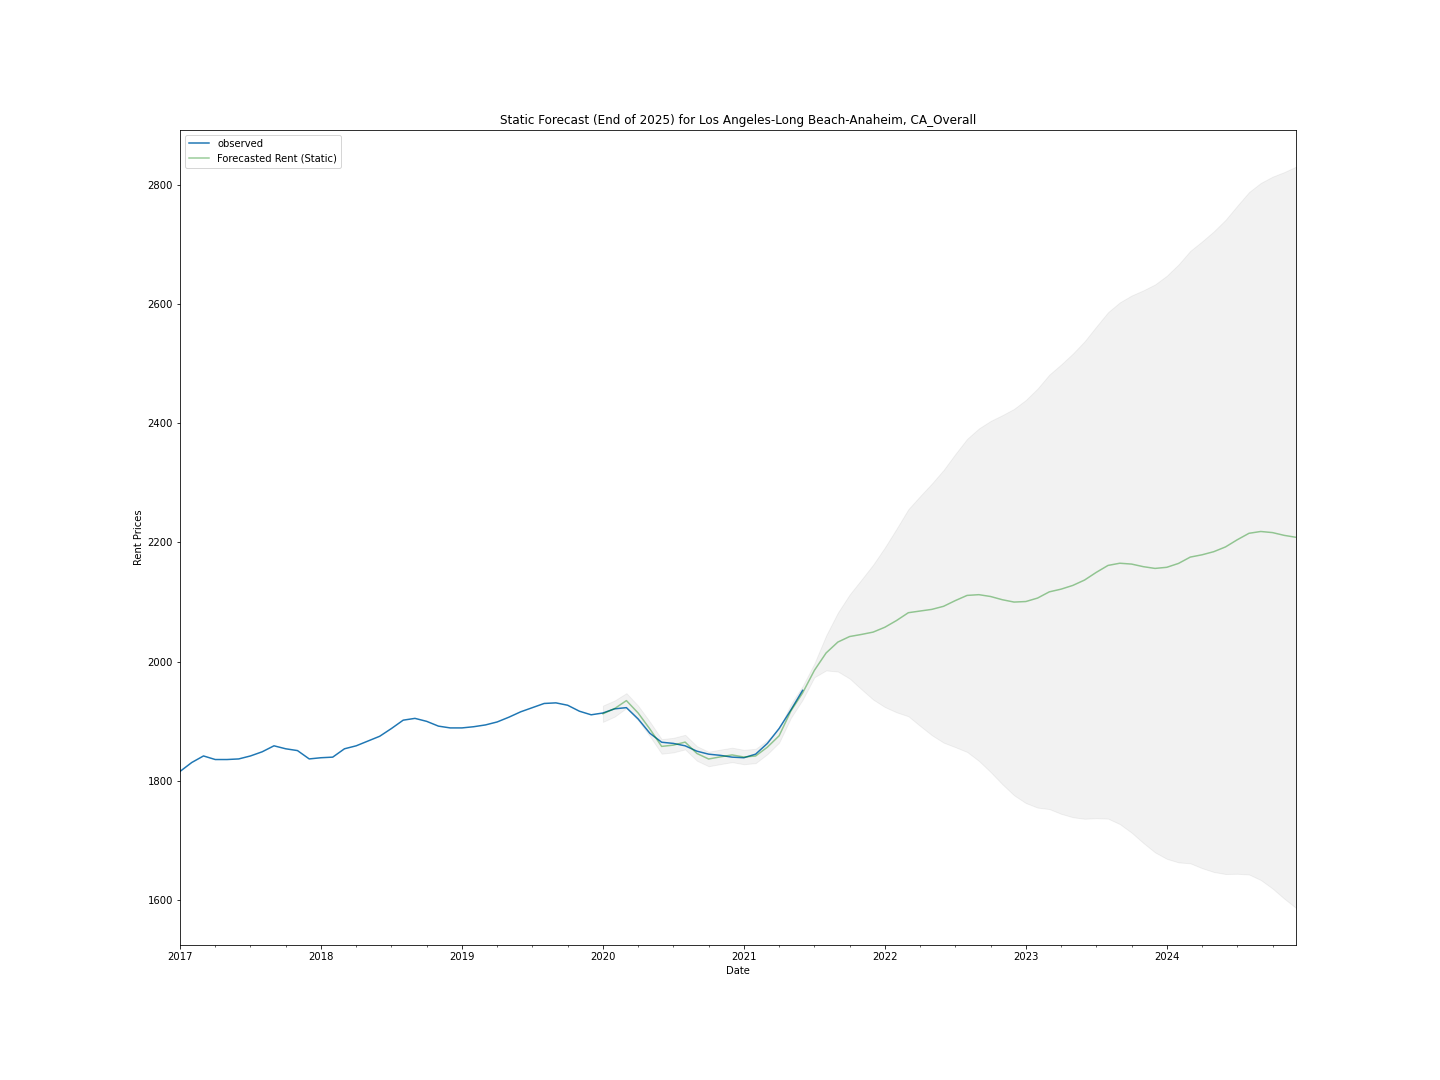 Static Forecast (End of 2025) for Los Angeles-Long Beach-Anaheim, CA_Overall
observed
Forecasted Rent (Static)
2800
2600
2400
2200
2000
1800
1600
Rent Prices
2017 2018 2019 2020 2021 2022 2023 2024
Date